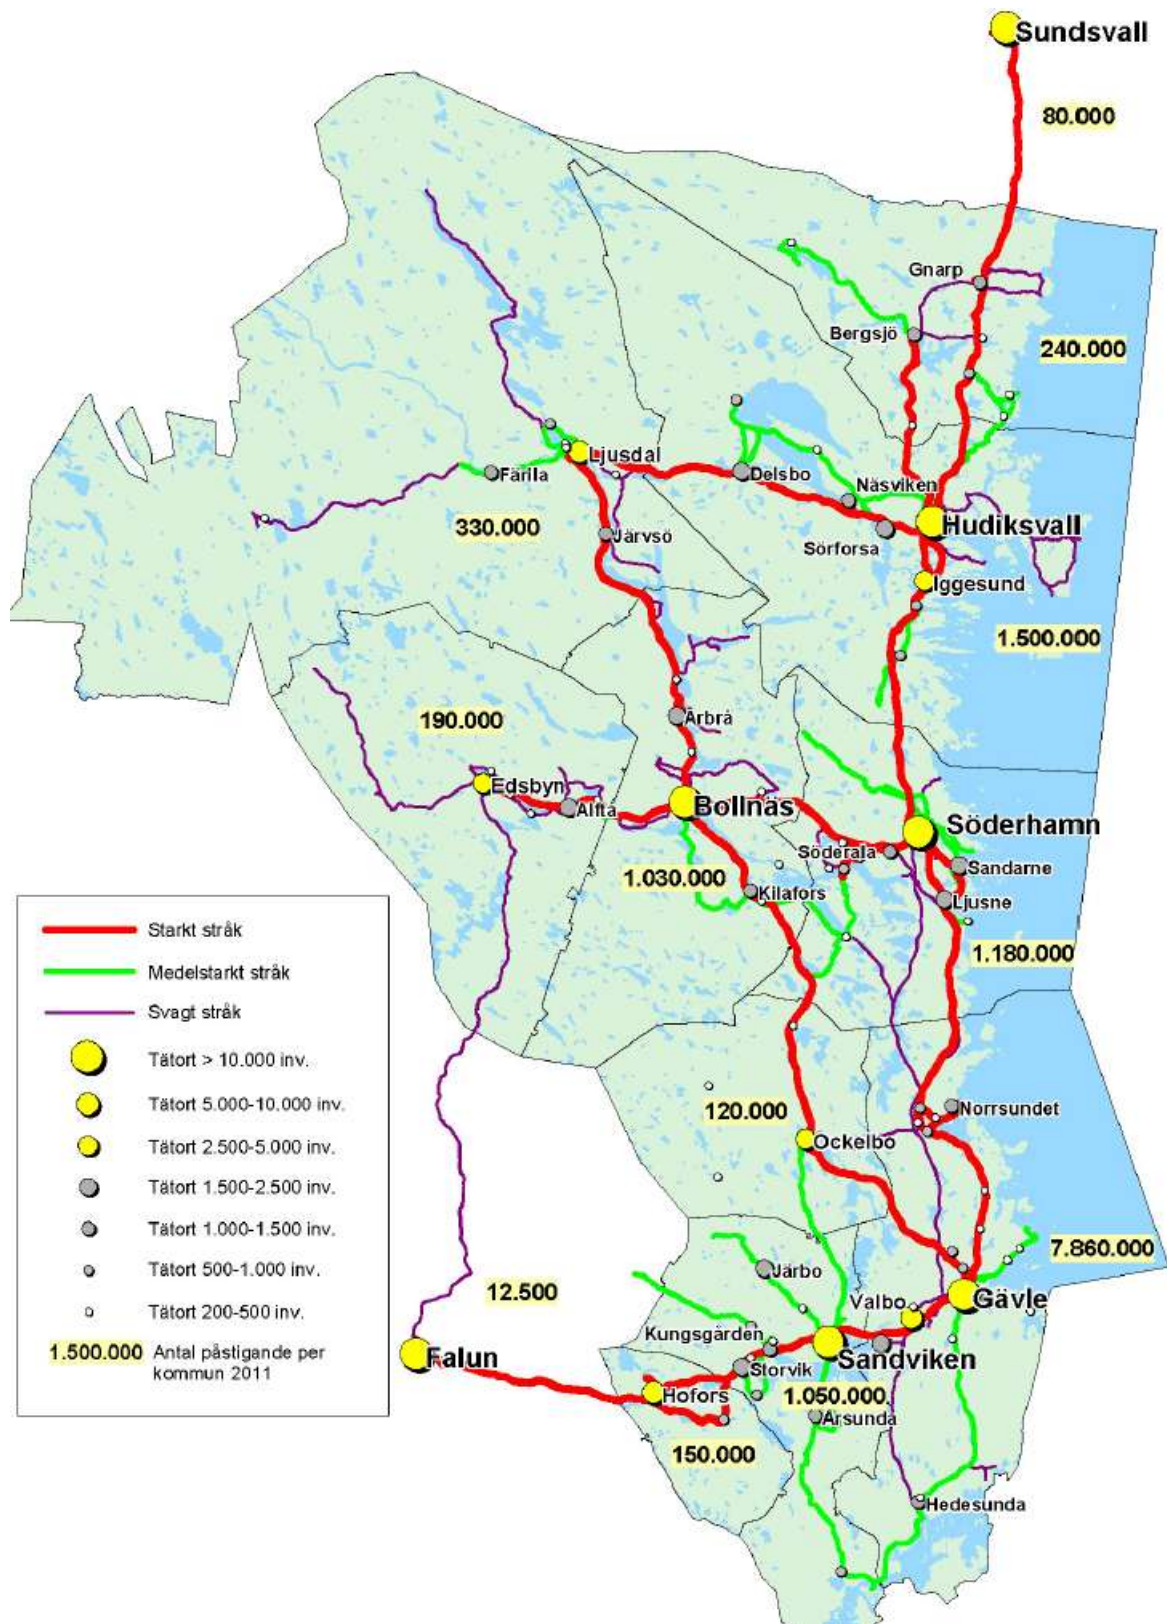 Sundsvall
80.000
Gnarp
Bergsjö
240.000
Ljusdal
Färila
Delsbo
Näsviken
330.000
Hudiksvall
Järvsö
Sörforsa
Iggesund
1.500.000
190.000
Arbrå
Edsbyn
Alfta
Bollnäs
Söderhamn
Söderala
1.030.000
Sandarne
Kilafors
Ljusne
1.180.000
Starkt stråk
Medelstarkt stråk
Svagt stråk
Tätort > 10.000 inv.
Tätort 5.000-10.000 inv.
Tätort 2.500-5.000 inv.
Tätort 1.500-2.500 inv.
Tätort 1.000-1.500 inv.
Tätort 500-1.000 inv.
Tätort 200-500 inv.
1.500.000 Antal påstigande per
kommun 2011
120.000
Norrsundet
Ockelbo
7.860.000
Järbo
12.500
Valbo
Gävle
Kungsgården
Falun
Sandviken
Storvik
Hofors
1.050.000
Årsunda
150.000
Hedesunda